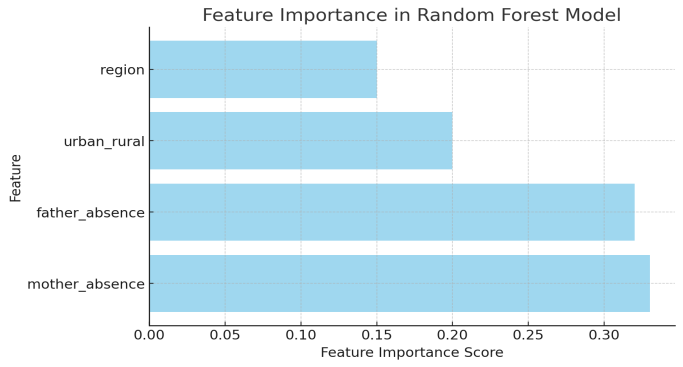 Feature Importance in Random Forest Model
region
urban_rural
father_absence
mother_absence
Feature
0.00 0.05 0.10 0.15 0.20 0.25 0.30
Feature Importance Score